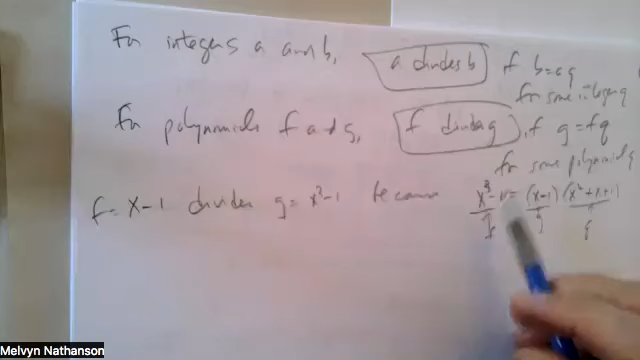 For integers a and b, a divides b if b=aq
for some integer q
For polynomials f and g, f divides g, if g=fq
for some polynomial q
f=x-1 divides g=x³-1 because x³-1=(x-1)(x²+x+1)
g q
Melvyn Nathanson